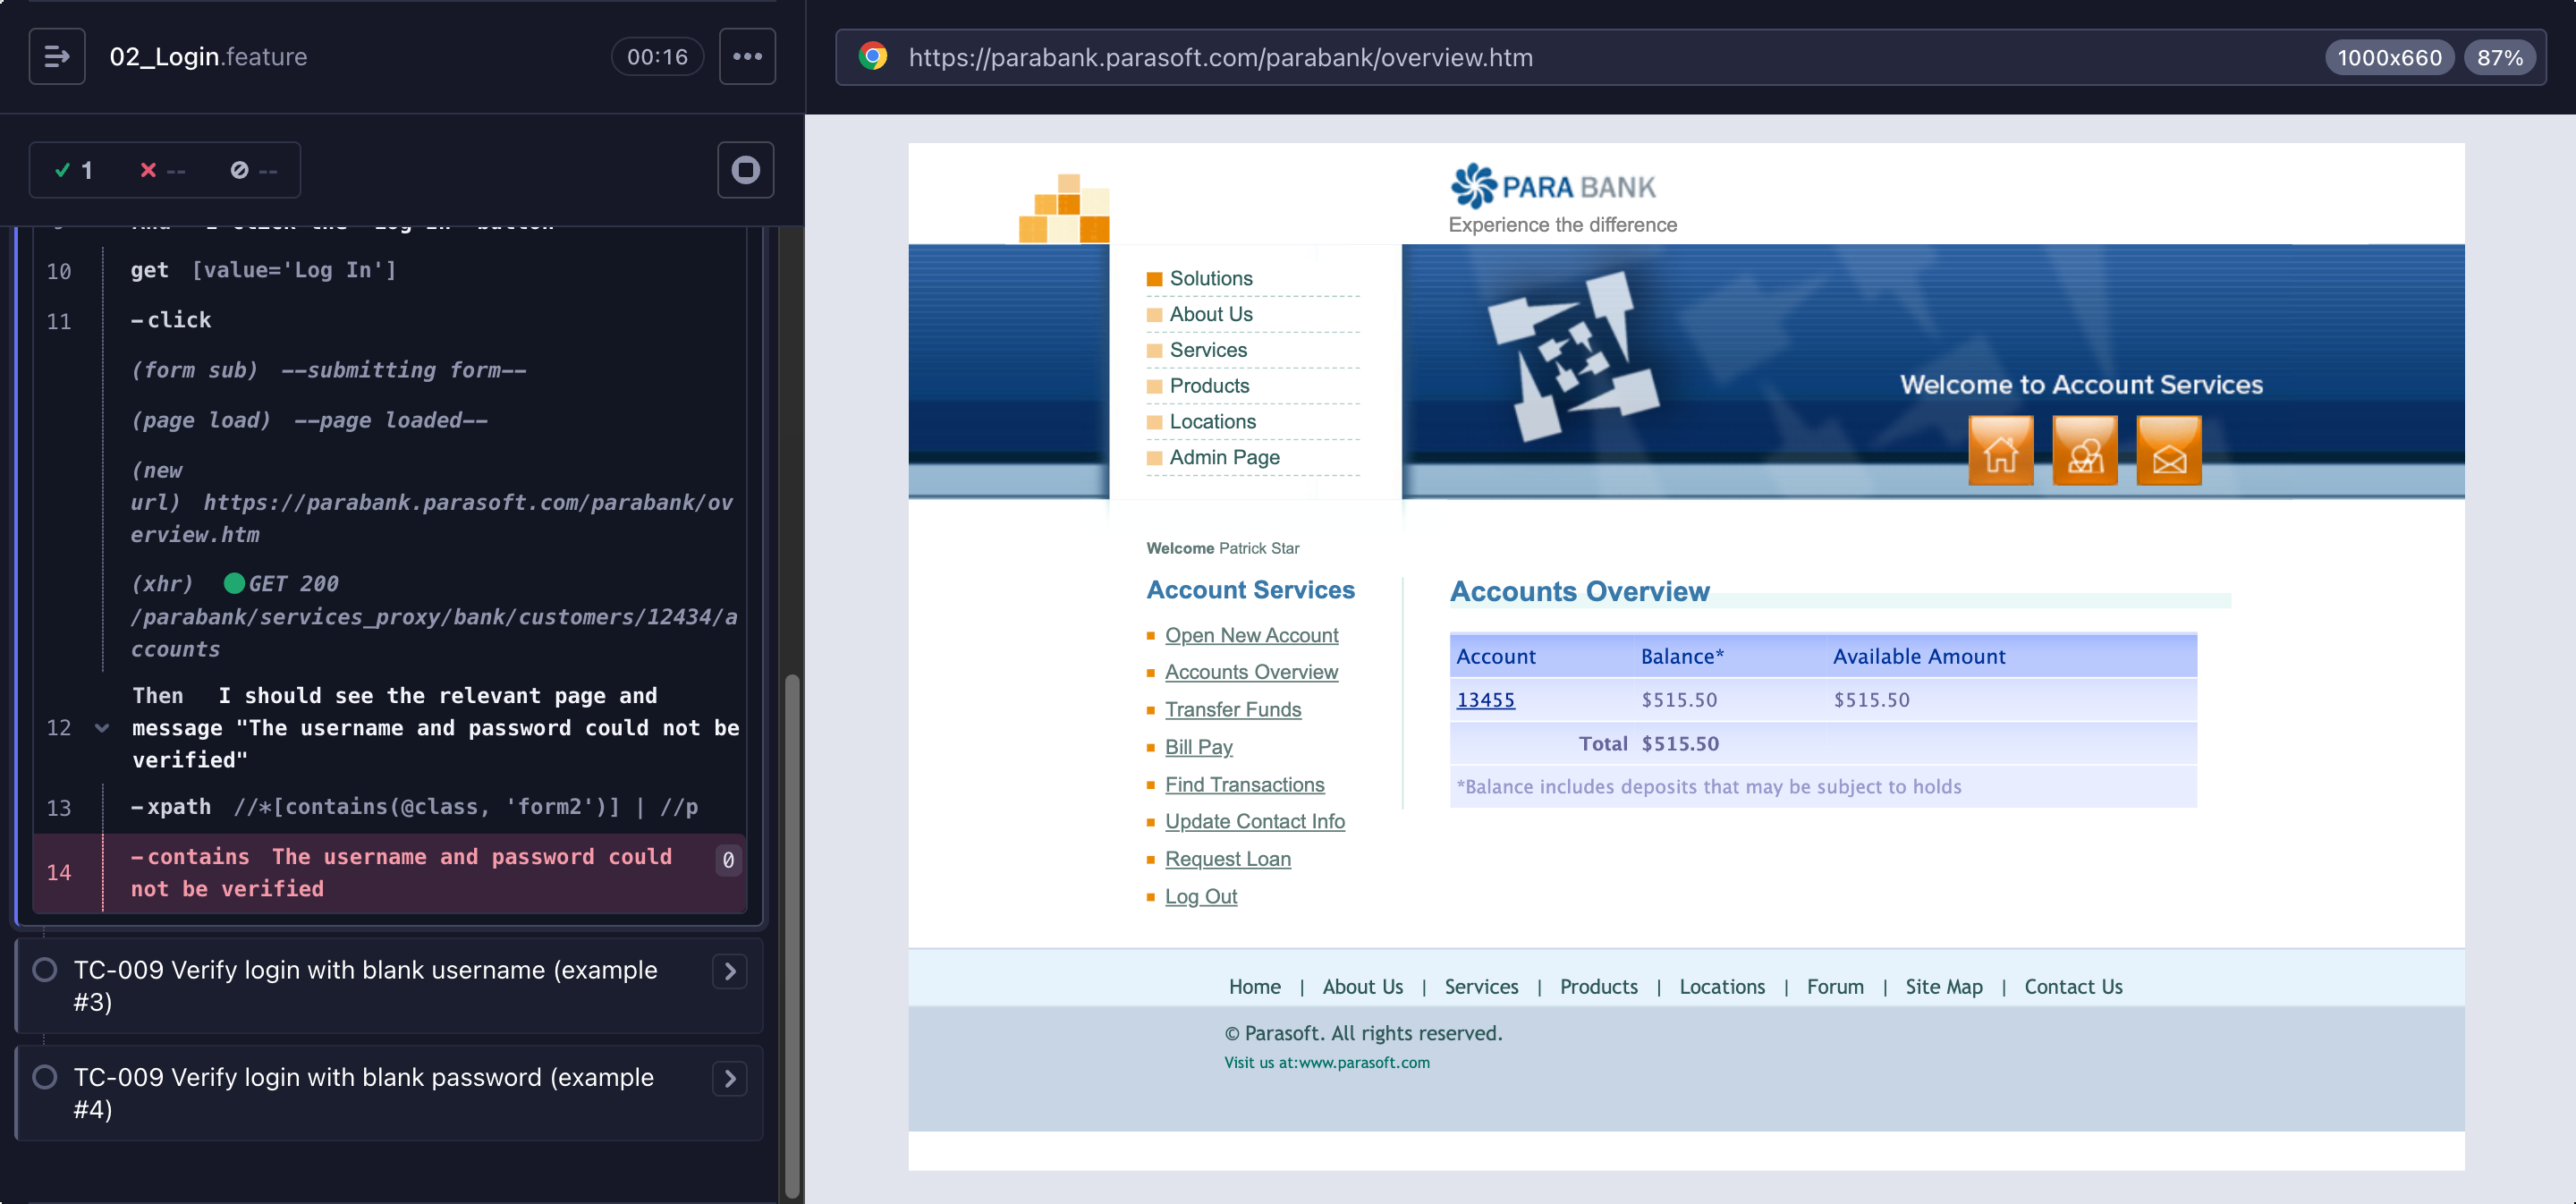 02_Login.feature
00:16
1 -- --
10 get [value='Log In']
11 -click
(form sub) --submitting form--
(page load) --page loaded--
(new
url) https://parabank.parasoft.com/parabank/ov
erview.htm
(xhr) GET 200
/parabank/services_proxy/bank/customers/12434/a
ccounts
Then I should see the relevant page and
12 message "The username and password could not be
verified"
13 -xpath //*[contains(@class, 'form2')] | //p
-contains The username and password could 0
14
not be verified
TC-009 Verify login with blank username (example
#3)
TC-009 Verify login with blank password (example
#4)
https://parabank.parasoft.com/parabank/overview.htm
1000x660
87%
PARA BANK
Experience the difference
Solutions
About Us
Services
Products
Locations
Admin Page
Welcome to Account Services
Welcome Patrick Star
Account Services
Open New Account
Accounts Overview
Transfer Funds
Bill Pay
Find Transactions
Update Contact Info
Request Loan
Log Out
Accounts Overview
Account Balance* Available Amount
13455 $515.50 $515.50
Total $515.50
*Balance includes deposits that may be subject to holds
Home | About Us | Services | Products | Locations | Forum | Site Map | Contact Us
© Parasoft. All rights reserved.
Visit us at:www.parasoft.com